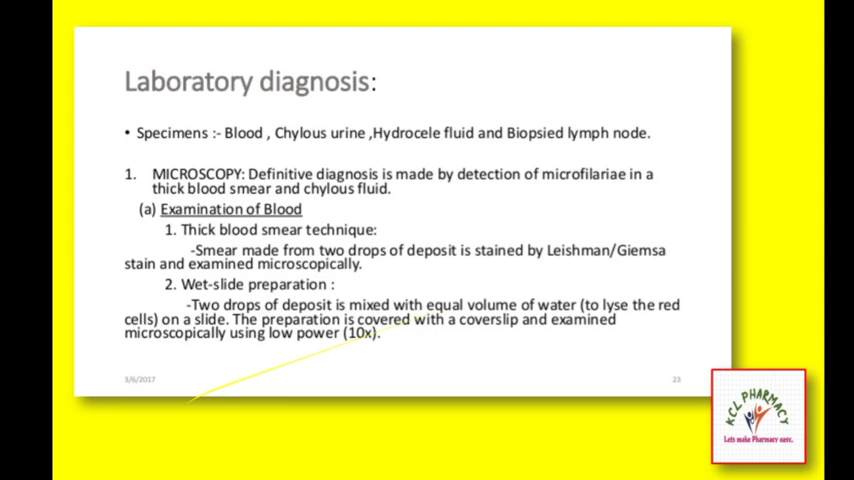 Laboratory diagnosis:
• Specimens :- Blood , Chylous urine ,Hydrocele fluid and Biopsied lymph node.
1. MICROSCOPY: Definitive diagnosis is made by detection of microfilariae in a
thick blood smear and chylous fluid.
(a) Examination of Blood
1. Thick blood smear technique:
-Smear made from two drops of deposit is stained by Leishman/Giemsa
stain and examined microscopically.
2. Wet-slide preparation :
-Two drops of deposit is mixed with equal volume of water (to lyse the red
cells) on a slide. The preparation is covered with a coverslip and examined
microscopically using low power (10x).
3/6/2017
23
KCL PHARMACY
Lets make Pharmacy easy.